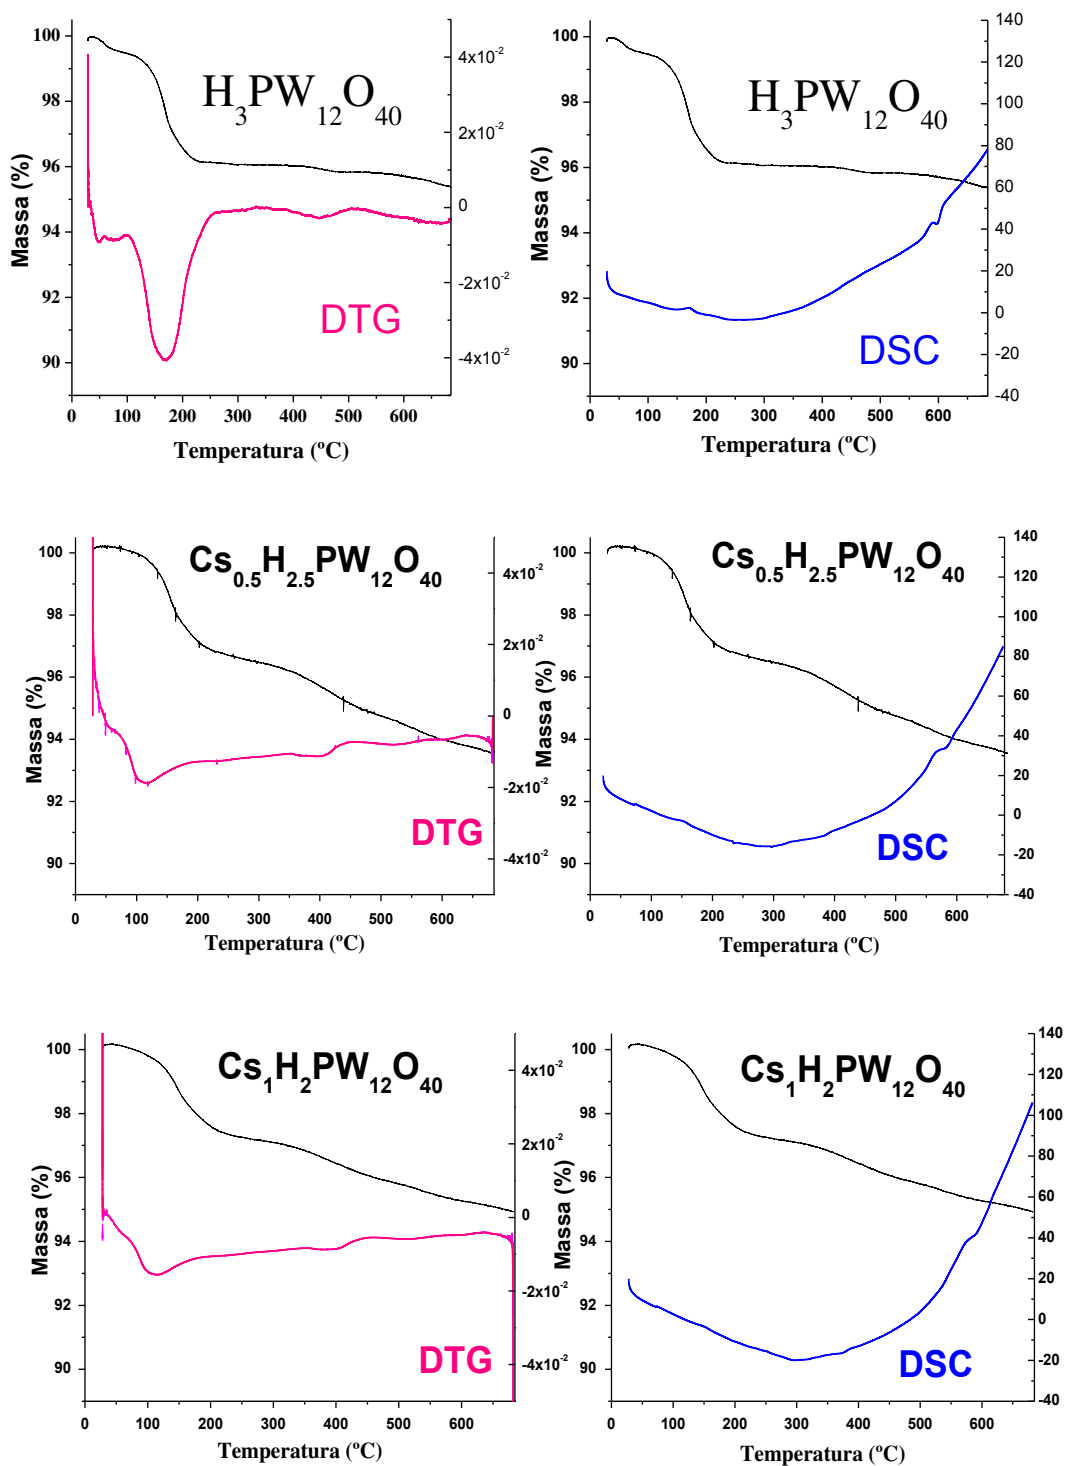 100
98
96
94
92
90
Massa (%)
H3PW12O40
DTG
4x10-2
2x10-2
0
-2x10-2
-4x10-2
0 100 200 300 400 500 600
Temperatura (ºC)
100
98
96
94
92
90
Massa (%)
H3PW12O40
DSC
140
120
100
80
60
40
20
0
-20
-40
0 100 200 300 400 500 600
Temperatura (ºC)
100
98
96
94
92
90
Massa (%)
Cs0.5H2.5PW12O40
DTG
4x10-2
2x10-2
0
-2x10-2
-4x10-2
0 100 200 300 400 500 600
Temperatura (ºC)
100
98
96
94
92
90
Massa (%)
Cs0.5H2.5PW12O40
DSC
140
120
100
80
60
40
20
0
-20
-40
0 100 200 300 400 500 600
Temperatura (ºC)
100
98
96
94
92
90
Massa (%)
Cs1H2PW12O40
DTG
4x10-2
2x10-2
0
-2x10-2
-4x10-2
0 100 200 300 400 500 600
Temperatura (ºC)
100
98
96
94
92
90
Massa (%)
Cs1H2PW12O40
DSC
140
120
100
80
60
40
20
0
-20
-40
0 100 200 300 400 500 600
Temperatura (ºC)